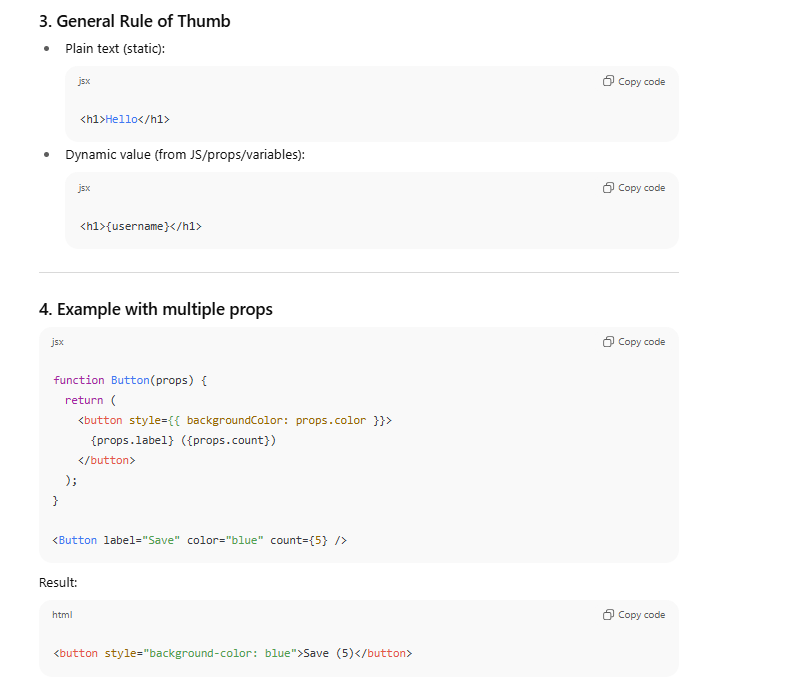 3. General Rule of Thumb
• Plain text (static):
jsx Copy code
<h1>Hello</h1>
• Dynamic value (from JS/props/variables):
jsx Copy code
<h1>{username}</h1>
4. Example with multiple props
jsx Copy code
function Button(props) {
  return (
    <button style={{ backgroundColor: props.color }}>
      {props.label} ({props.count})
    </button>
  );
}
<Button label="Save" color="blue" count={5} />
Result:
html Copy code
<button style="background-color: blue">Save (5)</button>